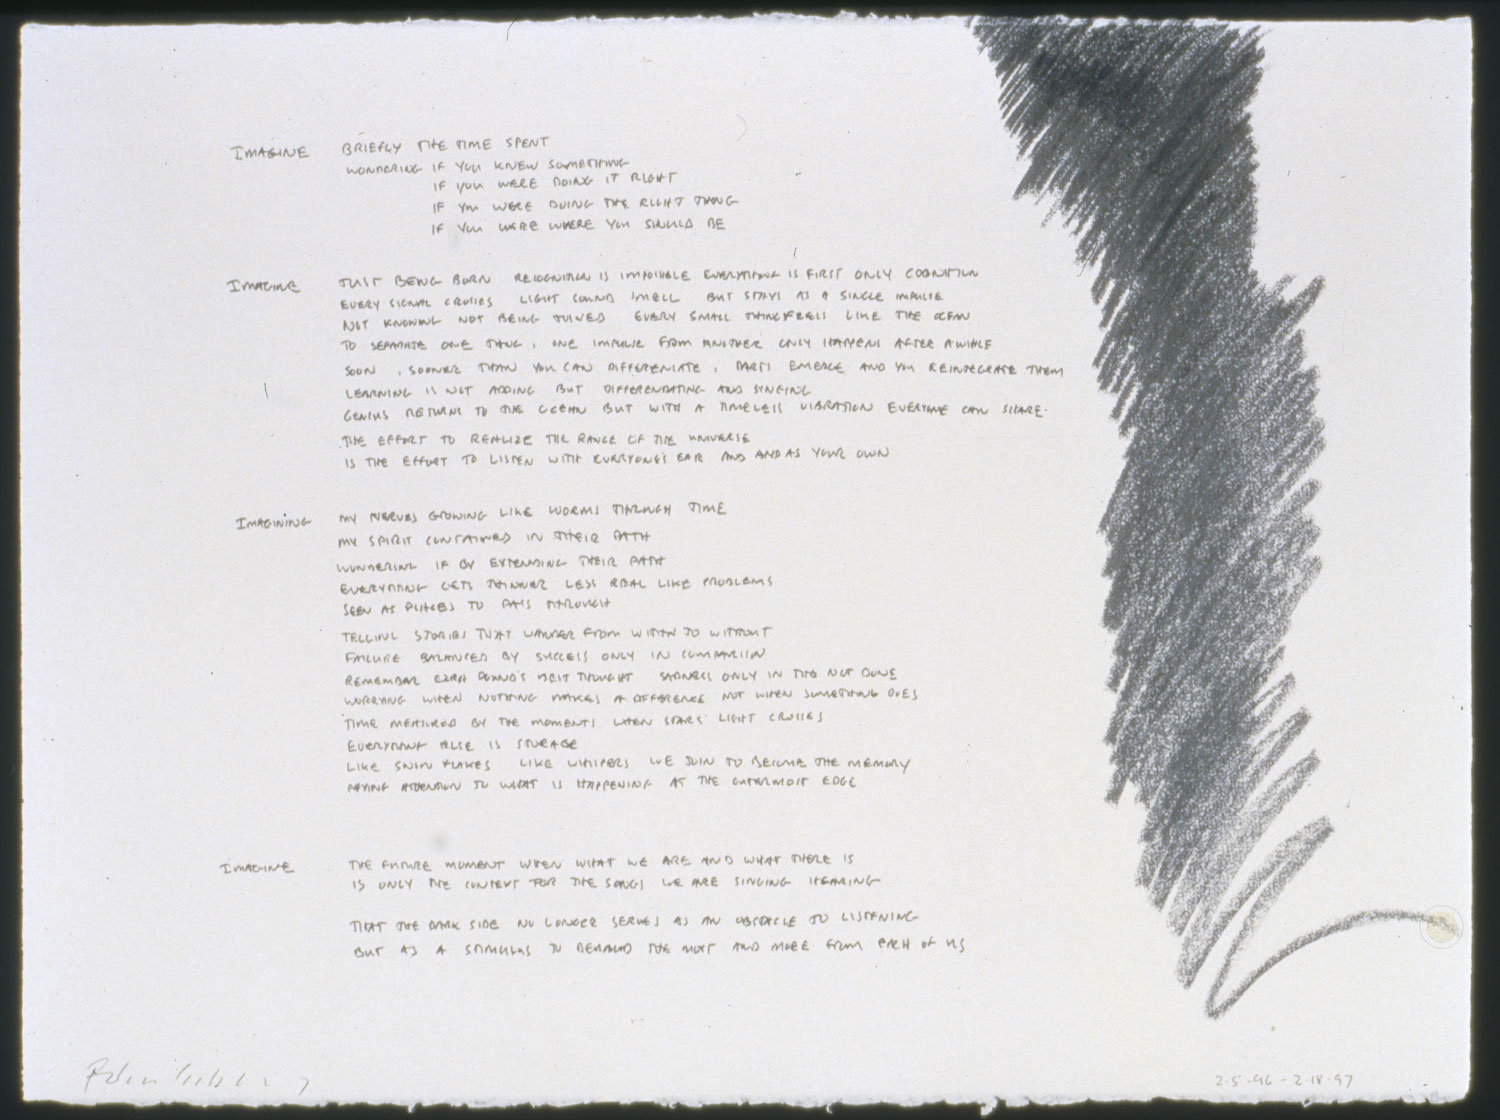 IMAGINE BRIEFLY THE TIME SPENT
WONDERING IF YOU KNEW SOMETHING
IF YOU WERE DOING IT RIGHT
IF YOU WERE DOING THE RIGHT THING
IF YOU WERE WHERE YOU SHOULD BE
IMAGINE JUST BEING BORN RECOGNITION IS IMPOSSIBLE EVERYTHING IS FIRST ONLY COGNITION
EVERY SIGNAL CROSSES LIGHT SOUND SMELL BUT STAYS AS A SINGLE IMPULSE
NOT KNOWING NOT BEING TUNED EVERY SMALL THING FEELS LIKE THE OCEAN
TO SEPARATE ONE THING, ONE IMPULSE FROM ANOTHER ONLY HAPPENS AFTER AWHILE
SOON, SOONER THAN YOU CAN DIFFERENTIATE, PARTS EMERGE AND YOU REINTEGRATE THEM
LEARNING IS NOT ADDING BUT DIFFERENTIATING AND SYNCING
GENIUS RETURNS TO THE OCEAN BUT WITH A TIMELESS VIBRATION EVERYONE CAN SHARE.
THE EFFORT TO REALIZE THE RANGE OF THE UNIVERSE
IS THE EFFORT TO LISTEN WITH EVERYONE'S EAR AND AND AS YOUR OWN
IMAGINING MY NERVES GROWING LIKE WORMS THROUGH TIME
MY SPIRIT CONTAINED IN THEIR PATH
WONDERING IF BY EXTENDING THEIR PATH
EVERYTHING GETS THINNER LESS REAL LIKE PROBLEMS
SEEN AS PLACES TO PASS THROUGH
TELLING STORIES THAT WANDER FROM WITHIN TO WITHOUT
FAILURE BALANCED BY SUCCESS ONLY IN COMPARISON
REMEMBER EZRA POUND'S BEST THOUGHT SADNESS ONLY IN THE NOT DONE
WORRYING WHEN NOTHING MAKES A DIFFERENCE NOT WHEN SOMETHING DOES
TIME MEASURED BY THE MOMENTS WHEN LIGHT CROSSES
EVERYTHING ELSE IS STORAGE
LIKE SNOW FLAKES LIKE WHISPERS WE JOIN TO BECOME THE MEMORY
PAYING ATTENTION TO WHAT IS HAPPENING AT THE OUTERMOST EDGE
IMAGINE THE FUTURE MOMENT WHEN WHAT WE ARE AND WHAT THERE IS
IS ONLY THE CONTEXT FOR THE SONGS WE ARE SINGING HEARING
THAT THE DARK SIDE NO LONGER SERVES AS AN OBSTACLE TO LISTENING
BUT AS A STIMULUS TO DEMAND THE MOST AND MORE FROM EACH OF US
2·5·96 - 2·18·97